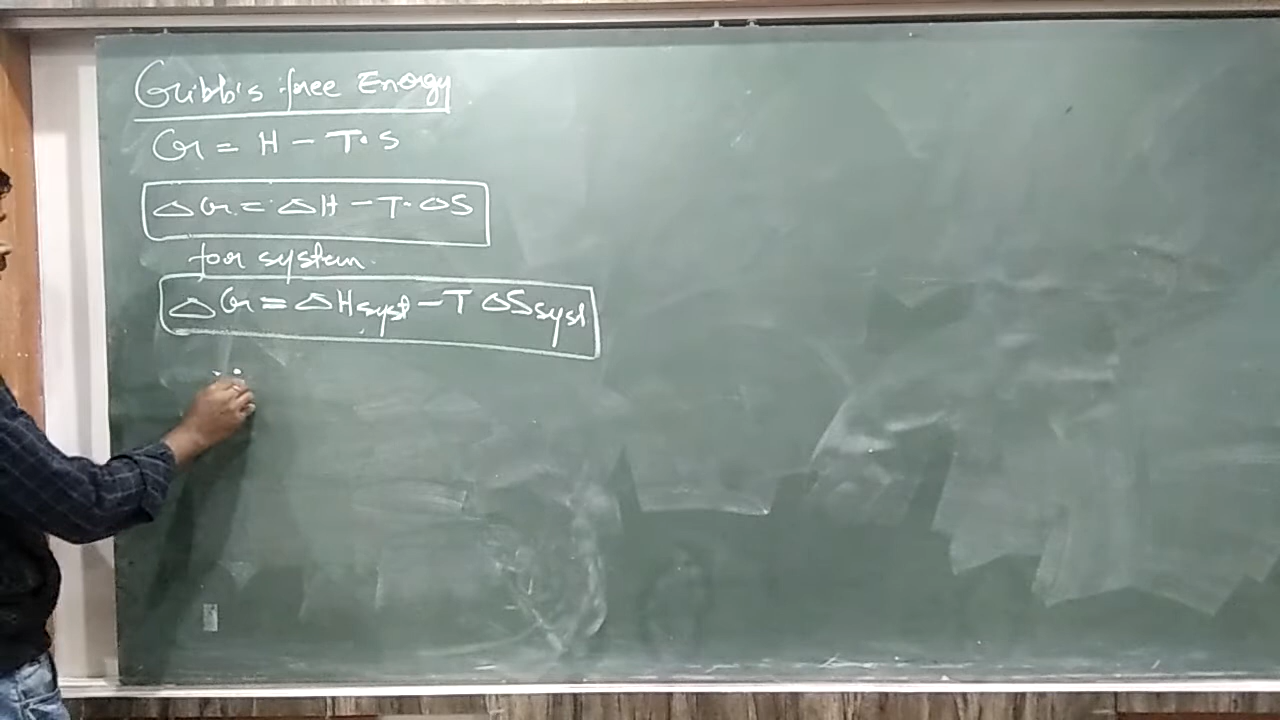 Gibb's free Energy
G = H - T·S
ΔG = ΔH - T·ΔS
for system.
ΔG = ΔHsyst - TΔSsyst